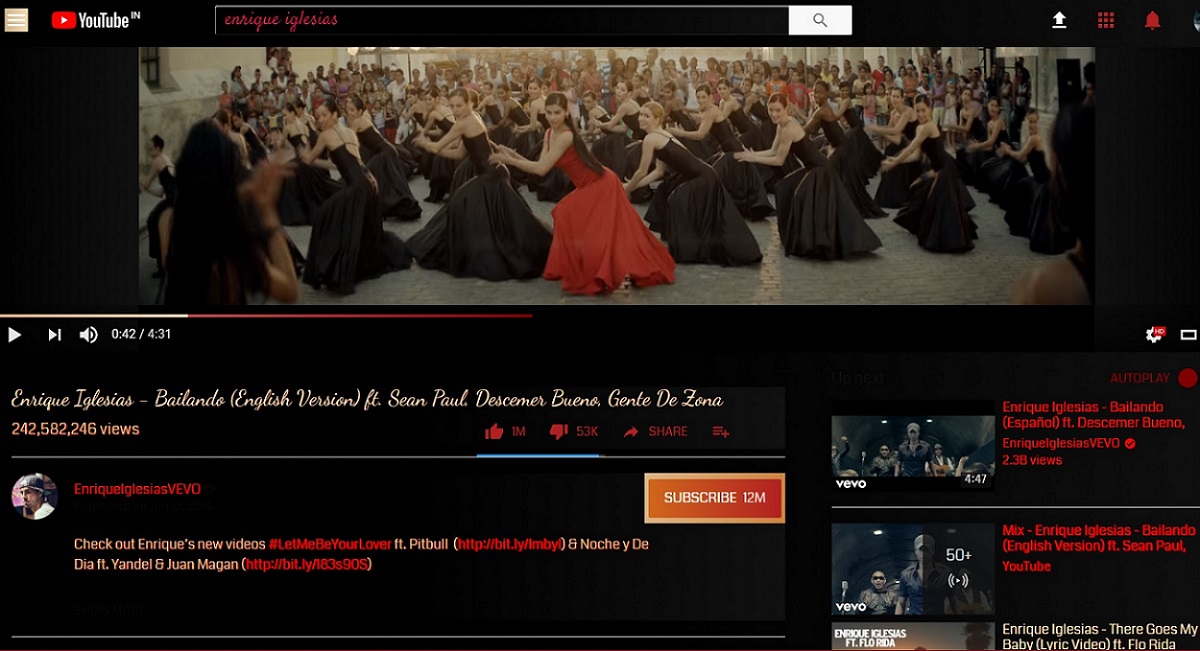 YouTube IN
enrique iglesias
0:42 / 4:31
HD
Enrique Iglesias - Bailando (English Version) ft. Sean Paul, Descemer Bueno, Gente De Zona
242,582,246 views
1M
53K
SHARE
EnriqueIglesiasVEVO
SUBSCRIBE 12M
Check out Enrique's new videos #LetMeBeYourLover ft. Pitbull (http://bit.ly/lmbyl) & Noche y De
Dia ft. Yandel & Juan Magan (http://bit.ly/183s90S)
SHOW MORE
Up next
AUTOPLAY
vevo
4:47
Enrique Iglesias - Bailando
(Español) ft. Descemer Bueno,
EnriqueIglesiasVEVO
2.3B views
50+
vevo
Mix - Enrique Iglesias - Bailando
(English Version) ft. Sean Paul,
YouTube
ENRIQUE IGLESIAS
FT. FLO RIDA
Enrique Iglesias - There Goes My
Baby (Lyric Video) ft. Flo Rida